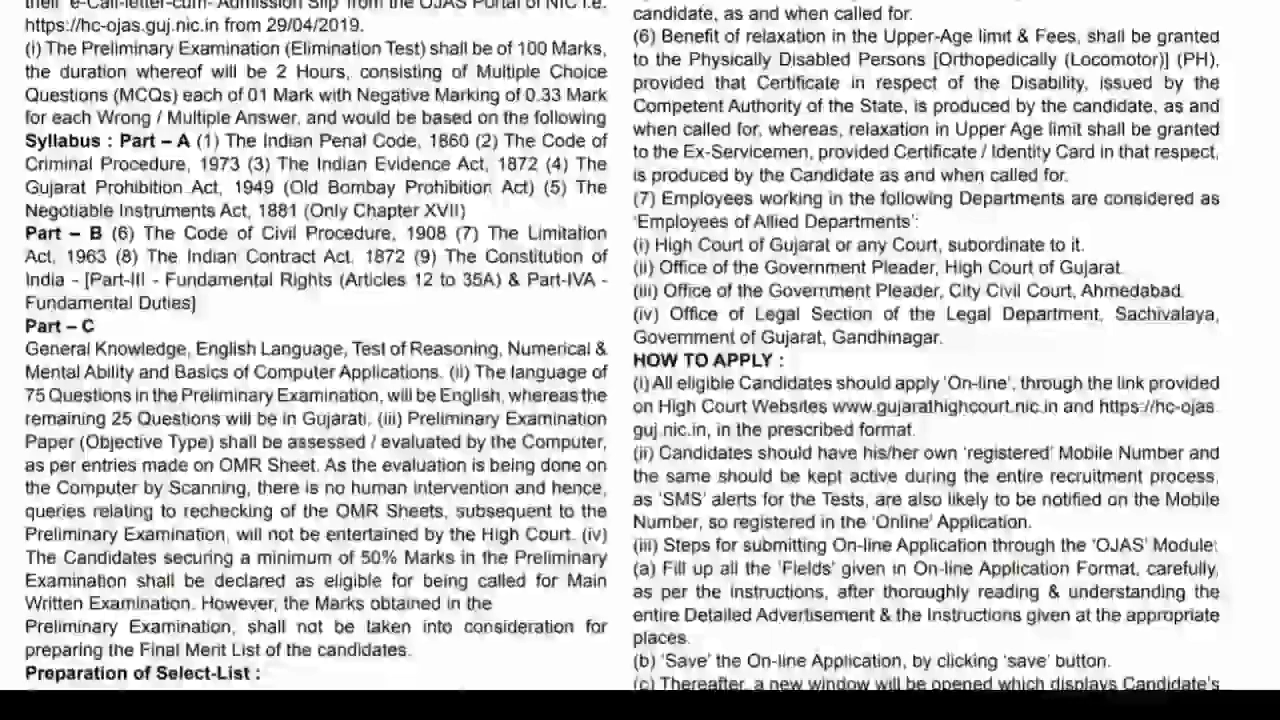 their 'e-Call-letter-cum- Admission Slip' from the OJAS Portal of NIC i.e.
https://hc-ojas.guj.nic.in from 29/04/2019.
(i) The Preliminary Examination (Elimination Test) shall be of 100 Marks,
the duration whereof will be 2 Hours, consisting of Multiple Choice
Questions (MCQs) each of 01 Mark with Negative Marking of 0.33 Mark
for each Wrong / Multiple Answer, and would be based on the following
Syllabus : Part – A (1) The Indian Penal Code, 1860 (2) The Code of
Criminal Procedure, 1973 (3) The Indian Evidence Act, 1872 (4) The
Gujarat Prohibition Act, 1949 (Old Bombay Prohibition Act) (5) The
Negotiable Instruments Act, 1881 (Only Chapter XVII)
Part – B (6) The Code of Civil Procedure, 1908 (7) The Limitation
Act, 1963 (8) The Indian Contract Act, 1872 (9) The Constitution of
India - [Part-III - Fundamental Rights (Articles 12 to 35A) & Part-IVA -
Fundamental Duties]
Part – C
General Knowledge, English Language, Test of Reasoning, Numerical &
Mental Ability and Basics of Computer Applications. (ii) The language of
75 Questions in the Preliminary Examination, will be English, whereas the
remaining 25 Questions will be in Gujarati. (iii) Preliminary Examination
Paper (Objective Type) shall be assessed / evaluated by the Computer,
as per entries made on OMR Sheet. As the evaluation is being done on
the Computer by Scanning, there is no human intervention and hence,
queries relating to rechecking of the OMR Sheets, subsequent to the
Preliminary Examination, will not be entertained by the High Court. (iv)
The Candidates securing a minimum of 50% Marks in the Preliminary
Examination shall be declared as eligible for being called for Main
Written Examination. However, the Marks obtained in the
Preliminary Examination, shall not be taken into consideration for
preparing the Final Merit List of the candidates.
Preparation of Select-List :
candidate, as and when called for.
(6) Benefit of relaxation in the Upper-Age limit & Fees, shall be granted
to the Physically Disabled Persons [Orthopedically (Locomotor)] (PH),
provided that Certificate in respect of the Disability, issued by the
Competent Authority of the State, is produced by the candidate, as and
when called for, whereas, relaxation in Upper Age limit shall be granted
to the Ex-Servicemen, provided Certificate / Identity Card in that respect,
is produced by the Candidate as and when called for.
(7) Employees working in the following Departments are considered as
'Employees of Allied Departments':
(i) High Court of Gujarat or any Court, subordinate to it.
(ii) Office of the Government Pleader, High Court of Gujarat.
(iii) Office of the Government Pleader, City Civil Court, Ahmedabad.
(iv) Office of Legal Section of the Legal Department, Sachivalaya,
Government of Gujarat, Gandhinagar.
HOW TO APPLY :
(i) All eligible Candidates should apply 'On-line', through the link provided
on High Court Websites www.gujarathighcourt.nic.in and https://hc-ojas.
guj.nic.in, in the prescribed format.
(ii) Candidates should have his/her own 'registered' Mobile Number and
the same should be kept active during the entire recruitment process,
as 'SMS' alerts for the Tests, are also likely to be notified on the Mobile
Number, so registered in the 'Online' Application.
(iii) Steps for submitting On-line Application through the 'OJAS' Module:
(a) Fill up all the 'Fields' given in On-line Application Format, carefully,
as per the Instructions, after thoroughly reading & understanding the
entire Detailed Advertisement & the Instructions given at the appropriate
places.
(b) 'Save' the On-line Application, by clicking 'save' button.
(c) Thereafter, a new window will be opened which displays Candidate's